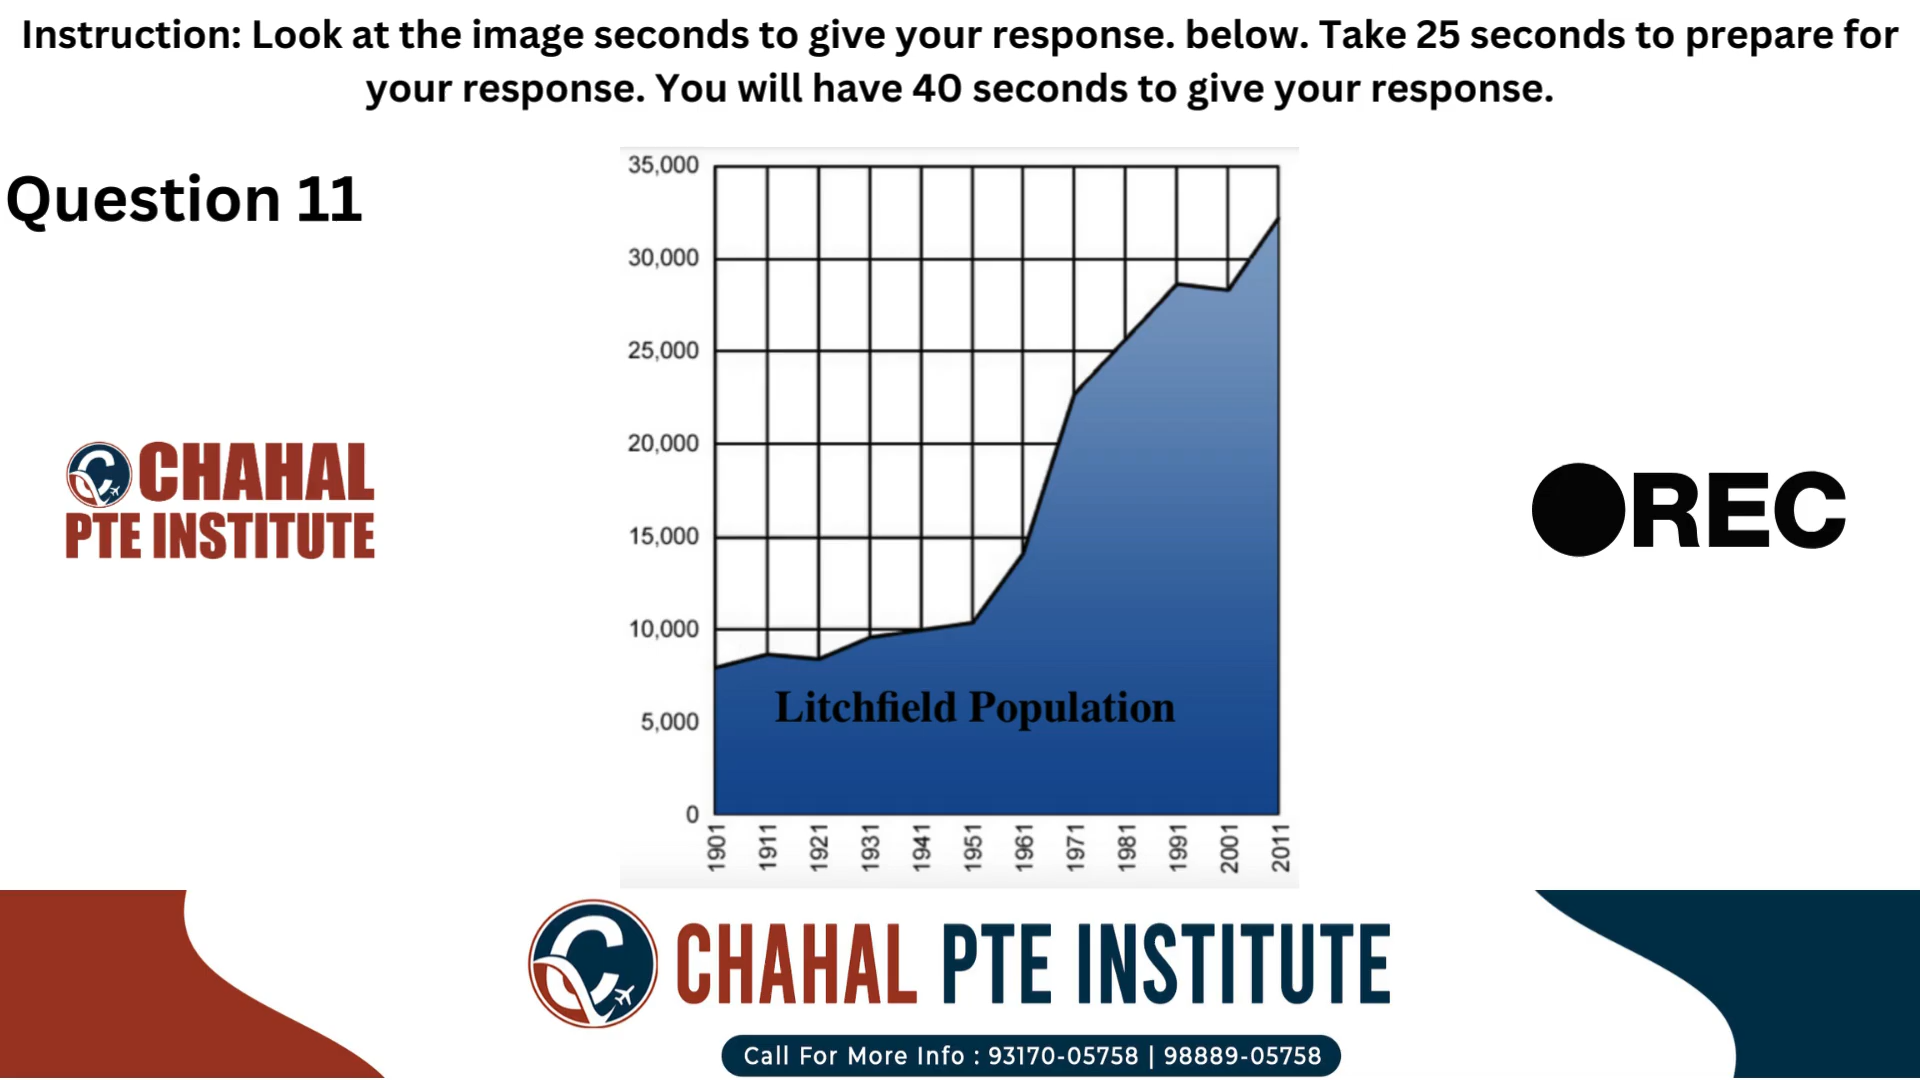 Instruction: Look at the image seconds to give your response. below. Take 25 seconds to prepare for
your response. You will have 40 seconds to give your response.
Question 11
35,000
30,000
25,000
20,000
15,000
10,000
5,000
0
Litchfield Population
1901
1911
1921
1931
1941
1951
1961
1971
1981
1991
2001
2011
CHAHAL
PTE INSTITUTE
REC
CHAHAL PTE INSTITUTE
Call For More Info : 93170-05758 | 98889-05758